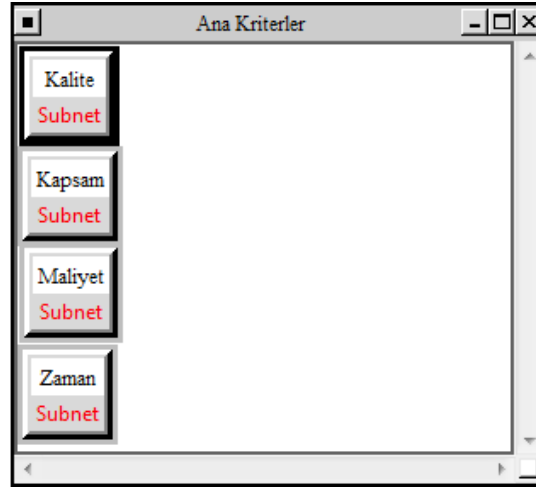 Ana Kriterler
Kalite
Subnet
Kapsam
Subnet
Maliyet
Subnet
Zaman
Subnet